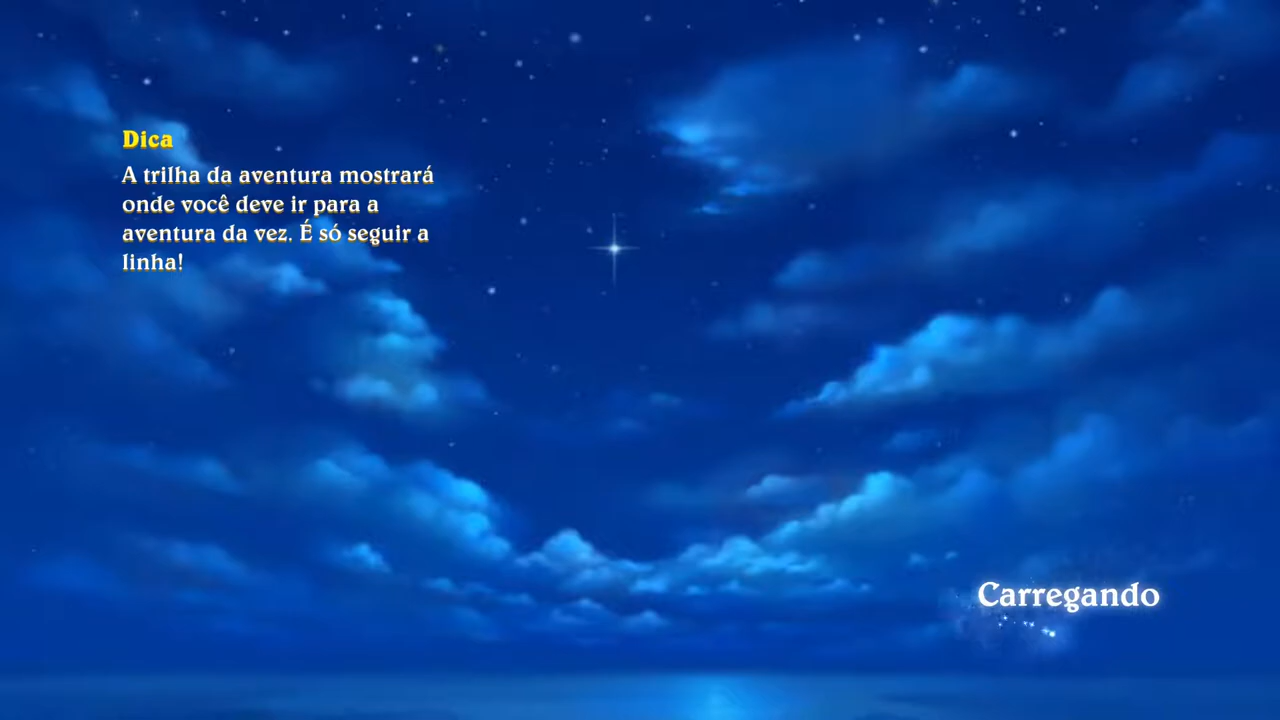 Dica
A trilha da aventura mostrará
onde você deve ir para a
aventura da vez. É só seguir a
linha!
Carregando